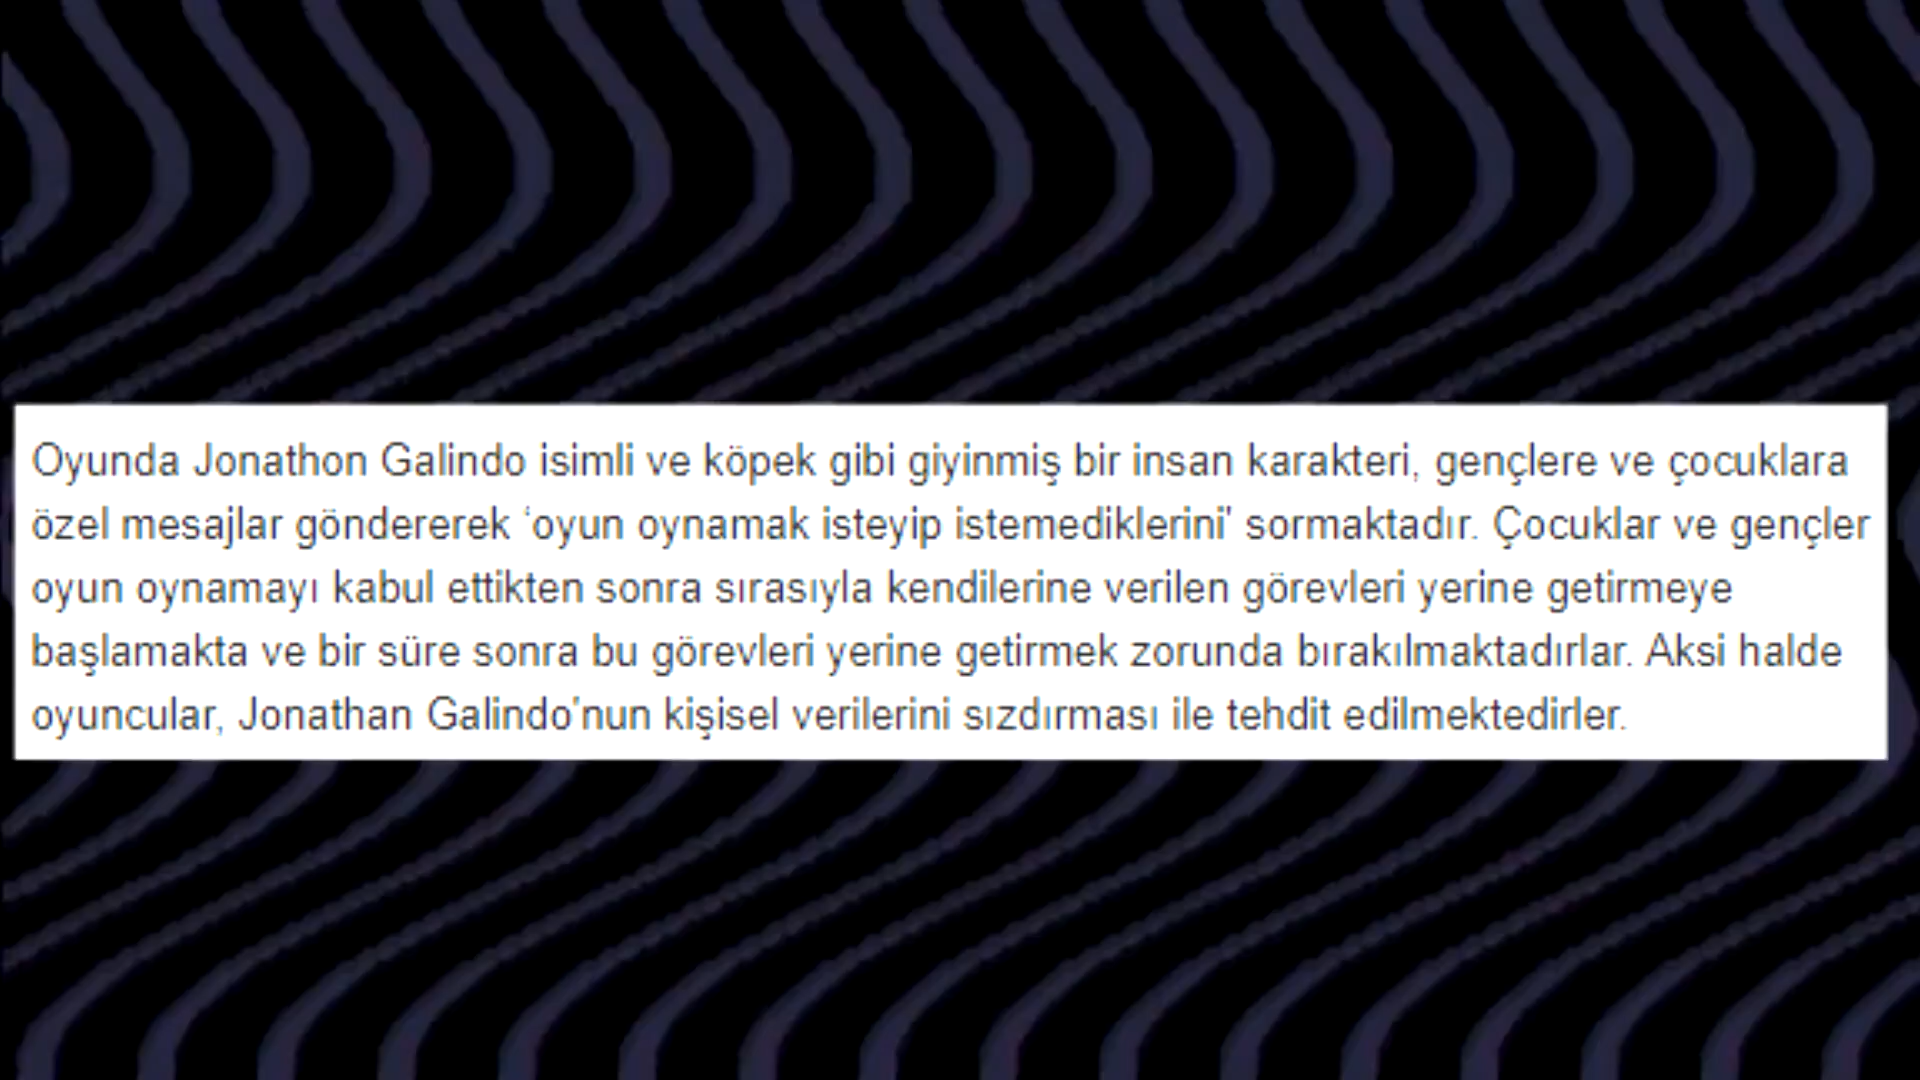 Oyunda Jonathon Galindo isimli ve köpek gibi giyinmiş bir insan karakteri, gençlere ve çocuklara
özel mesajlar göndererek ‘oyun oynamak isteyip istemediklerini’ sormaktadır. Çocuklar ve gençler
oyun oynamayı kabul ettikten sonra sırasıyla kendilerine verilen görevleri yerine getirmeye
başlamakta ve bir süre sonra bu görevleri yerine getirmek zorunda bırakılmaktadırlar. Aksi halde
oyuncular, Jonathan Galindo’nun kişisel verilerini sızdırması ile tehdit edilmektedirler.